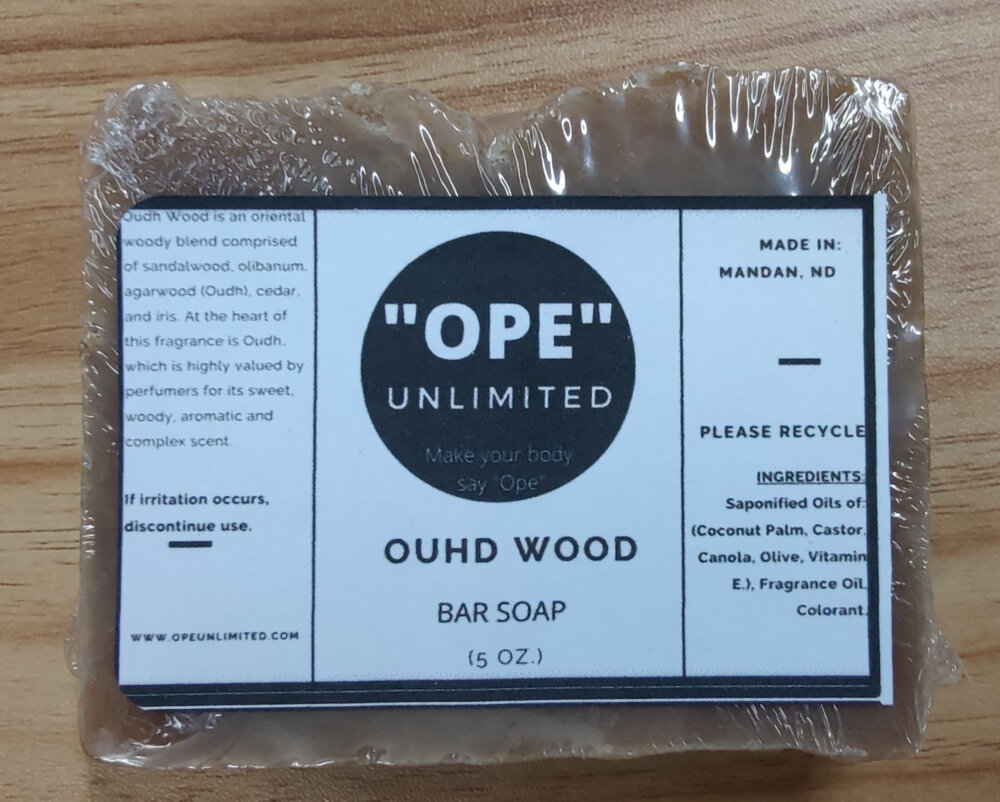 Oudh Wood is an oriental
woody blend comprised
of sandalwood, olibanum,
agarwood (Oudh), cedar,
and iris. At the heart of
this fragrance is Oudh,
which is highly valued by
perfumers for its sweet,
woody, aromatic and
complex scent.
If irritation occurs,
discontinue use.
WWW.OPEUNLIMITED.COM
"OPE"
UNLIMITED
Make your body
say "Ope"
OUHD WOOD
BAR SOAP
(5 OZ.)
MADE IN:
MANDAN, ND
PLEASE RECYCLE
INGREDIENTS:
Saponified Oils of:
(Coconut Palm, Castor,
Canola, Olive, Vitamin
E.), Fragrance Oil,
Colorant.